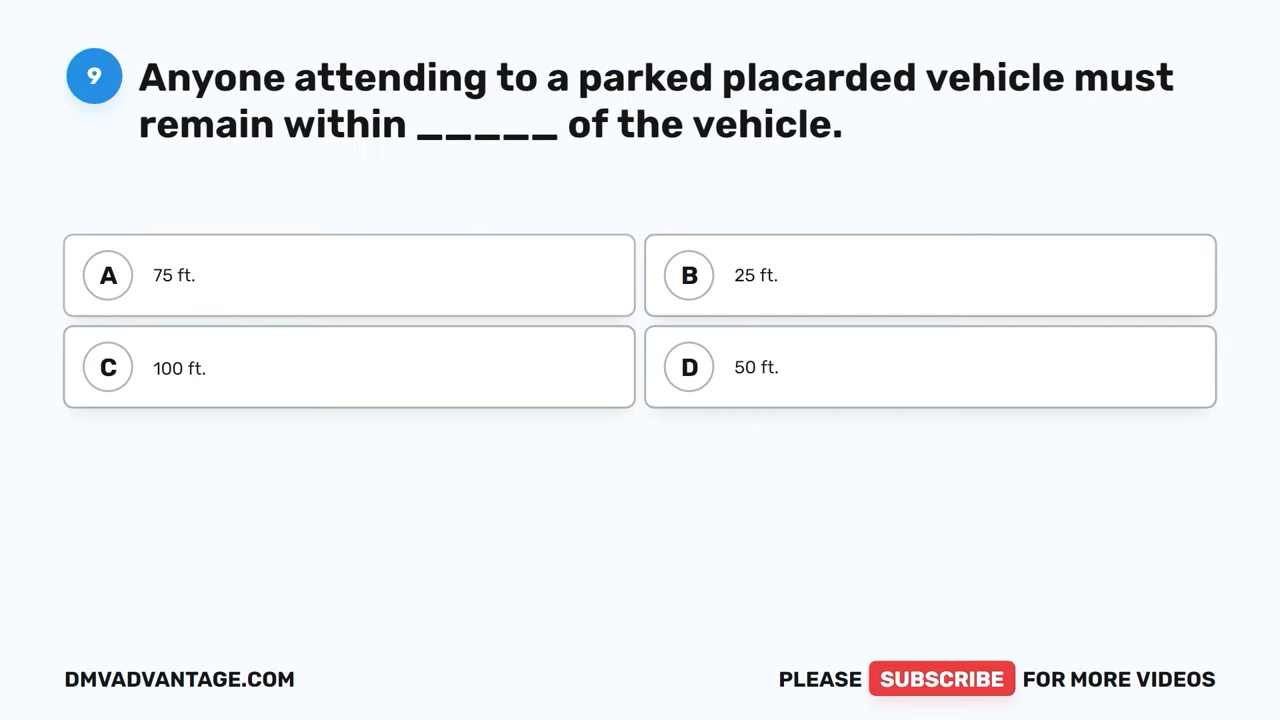 9
Anyone attending to a parked placarded vehicle must
remain within _____ of the vehicle.
A 75 ft.
B 25 ft.
C 100 ft.
D 50 ft.
DMVADVANTAGE.COM
PLEASE SUBSCRIBE FOR MORE VIDEOS